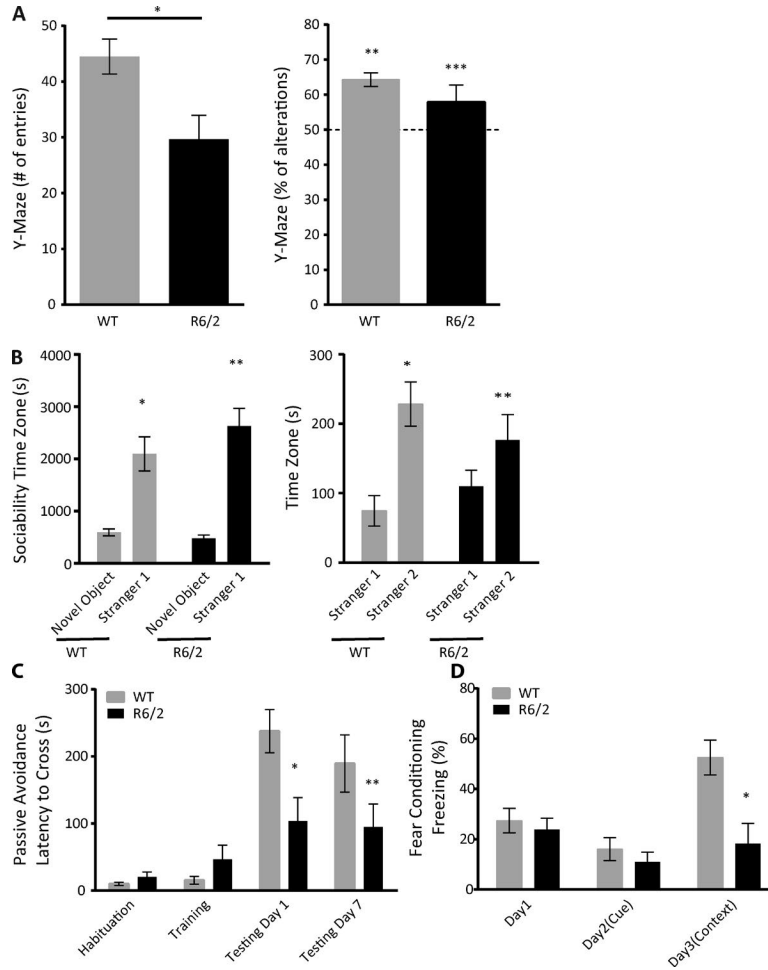 A
*
Y-Maze (# of entries)
50
40
30
20
10
0
WT
R6/2
Y-Maze (% of alterations)
80
70
60
50
40
30
20
10
0
**
***
WT
R6/2
B
Sociability Time Zone (s)
4000
3000
2000
1000
0
*
**
Novel Object
Stranger 1
Novel Object
Stranger 1
WT
R6/2
Time Zone (s)
300
200
100
0
*
**
Stranger 1
Stranger 2
Stranger 1
Stranger 2
WT
R6/2
C
Passive Avoidance
Latency to Cross (s)
300
200
100
0
WT
R6/2
*
**
Habituation
Training
Testing Day 1
Testing Day 7
D
Fear Conditioning
Freezing (%)
80
60
40
20
0
WT
R6/2
*
Day1
Day2(Cue)
Day3(Context)